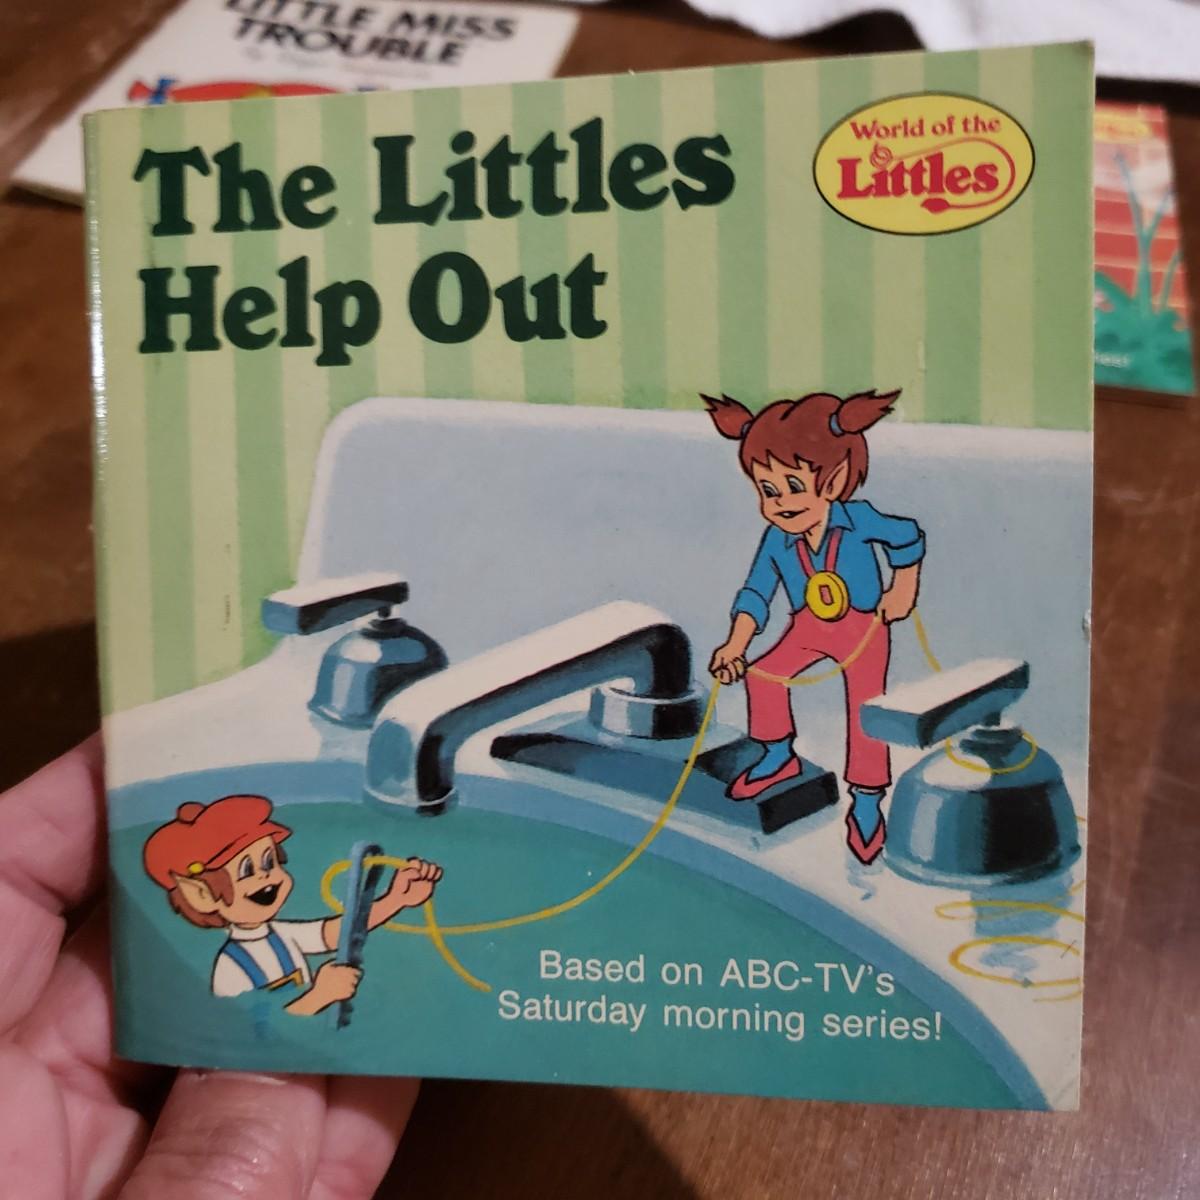 LITTLE MISS
TROUBLE
The Littles
Help Out
World of the
Littles
Based on ABC-TV's
Saturday morning series!